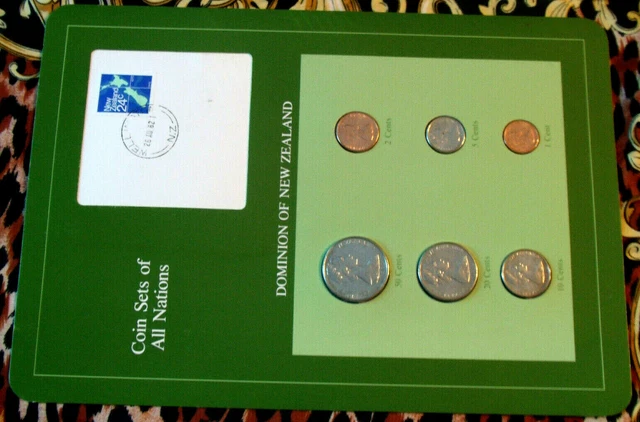 Coin Sets of
All Nations
New
Zealand
24c
N.Z.
DOMINION OF NEW ZEALAND
2 Cents
5 Cents
1 Cent
50 Cents
20 Cents
10 Cents